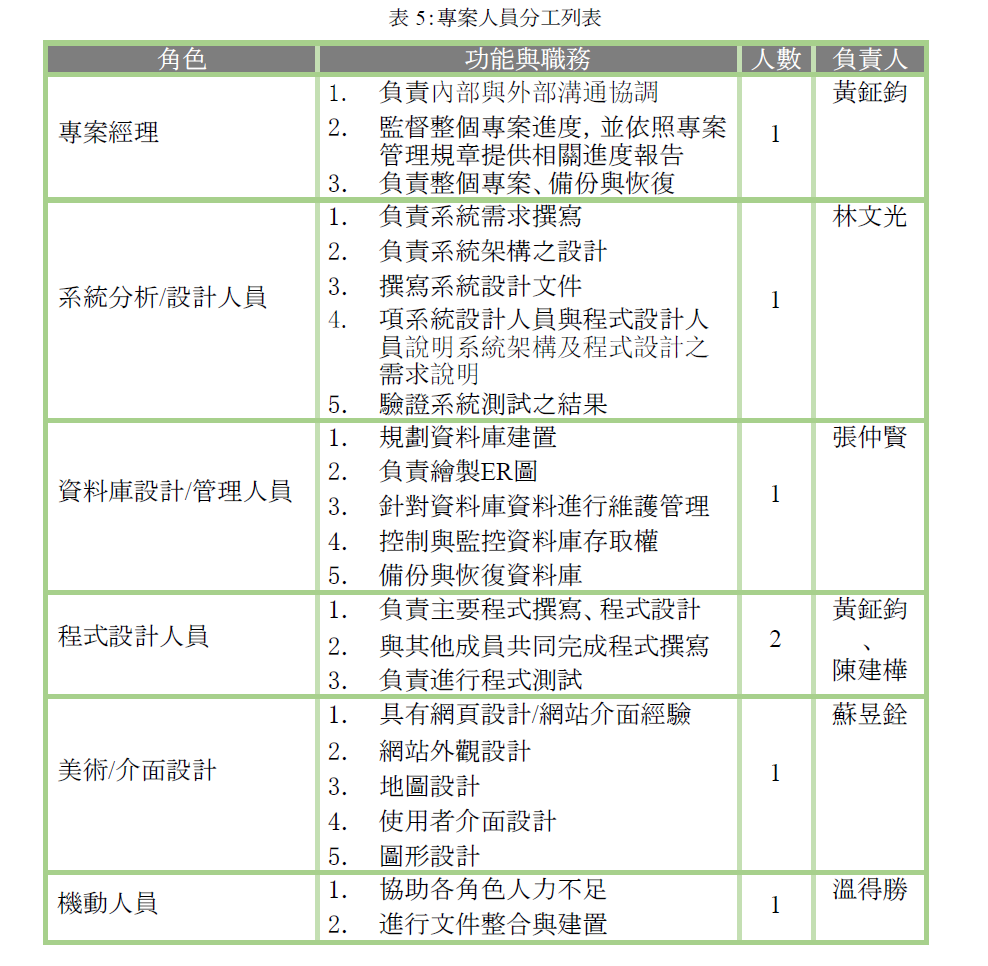 表 5：專案人員分工列表
角色 功能與職務 人數 負責人
專案經理
1. 負責內部與外部溝通協調
2. 監督整個專案進度，並依照專案
管理規章提供相關進度報告
3. 負責整個專案、備份與恢復
1
黃鉦鈞
系統分析/設計人員
1. 負責系統需求撰寫
2. 負責系統架構之設計
3. 撰寫系統設計文件
4. 項系統設計人員與程式設計人
員說明系統架構及程式設計之
需求說明
5. 驗證系統測試之結果
1
林文光
資料庫設計/管理人員
1. 規劃資料庫建置
2. 負責繪製ER圖
3. 針對資料庫資料進行維護管理
4. 控制與監控資料庫存取權
5. 備份與恢復資料庫
1
張仲賢
程式設計人員
1. 負責主要程式撰寫、程式設計
2. 與其他成員共同完成程式撰寫
3. 負責進行程式測試
2
黃鉦鈞
、
陳建樺
美術/介面設計
1. 具有網頁設計/網站介面經驗
2. 網站外觀設計
3. 地圖設計
4. 使用者介面設計
5. 圖形設計
1
蘇昱銓
機動人員
1. 協助各角色人力不足
2. 進行文件整合與建置
1
溫得勝